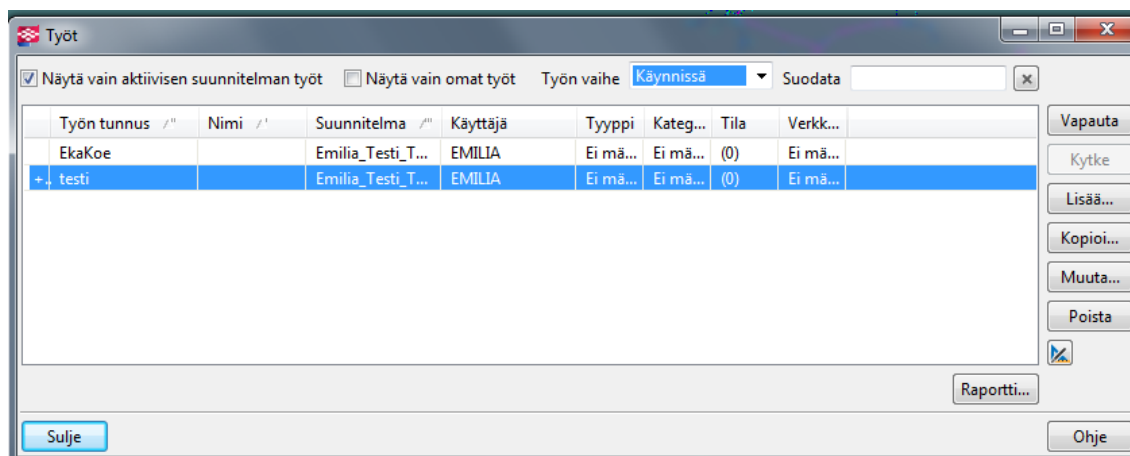 Työt
Näytä vain aktiivisen suunnitelman työt Näytä vain omat työt Työn vaihe Käynnissä Suodata
Työn tunnus Nimi Suunnitelma Käyttäjä Tyyppi Kateg... Tila Verkk...
EkaKoe Emilia_Testi_T... EMILIA Ei mä... Ei mä... (0) Ei mä...
testi Emilia_Testi_T... EMILIA Ei mä... Ei mä... (0) Ei mä...
Vapauta
Kytke
Lisää...
Kopioi...
Muuta...
Poista
Raportti...
Sulje Ohje